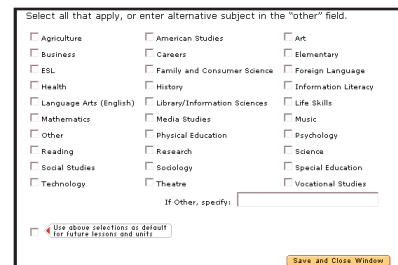 Select all that apply, or enter alternative subject in the "other" field.
Agriculture American Studies Art
Business Careers Elementary
ESL Family and Consumer Science Foreign Language
Health History Information Literacy
Language Arts (English) Library/Information Sciences Life Skills
Mathematics Media Studies Music
Other Physical Education Psychology
Reading Research Science
Social Studies Sociology Special Education
Technology Theatre Vocational Studies
If Other, specify:
Use above selections as default
for future lessons and units
Save and Close Window